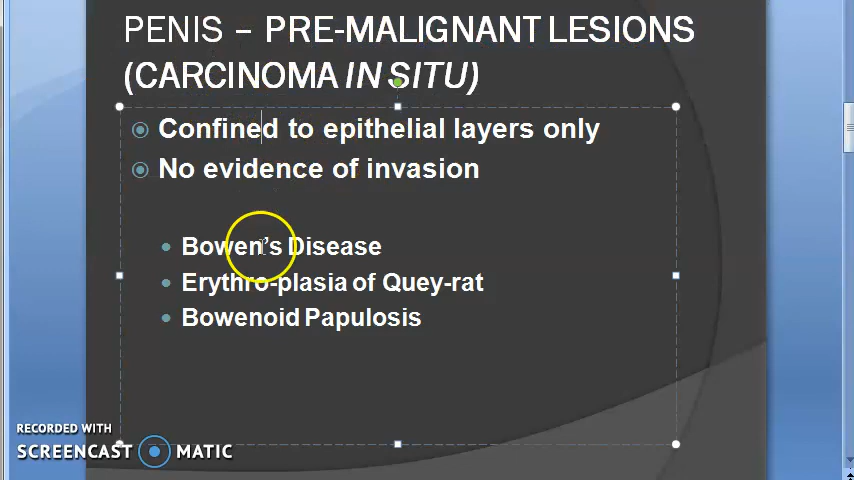 PENIS – PRE-MALIGNANT LESIONS
(CARCINOMA IN SITU)
Confined to epithelial layers only
No evidence of invasion
Bowen's Disease
Erythro-plasia of Quey-rat
Bowenoid Papulosis
RECORDED WITH
SCREENCAST MATIC